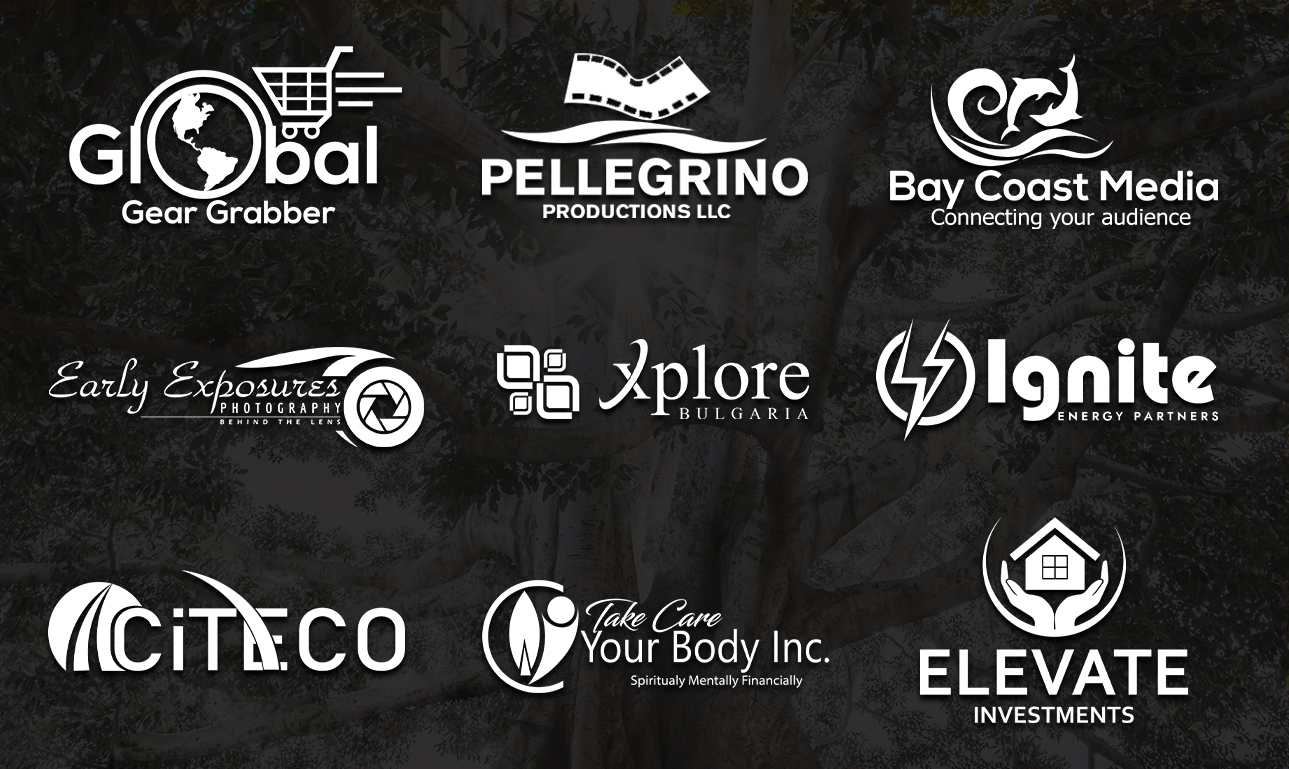 Global
Gear Grabber
PELLEGRINO
PRODUCTIONS LLC
Bay Coast Media
Connecting your audience
Early Exposures
PHOTOGRAPHY
BEHIND THE LENS
Xplore
BULGARIA
Ignite
ENERGY PARTNERS
CiTECO
Take Care
Your Body Inc.
Spiritualy Mentally Financially
ELEVATE
INVESTMENTS